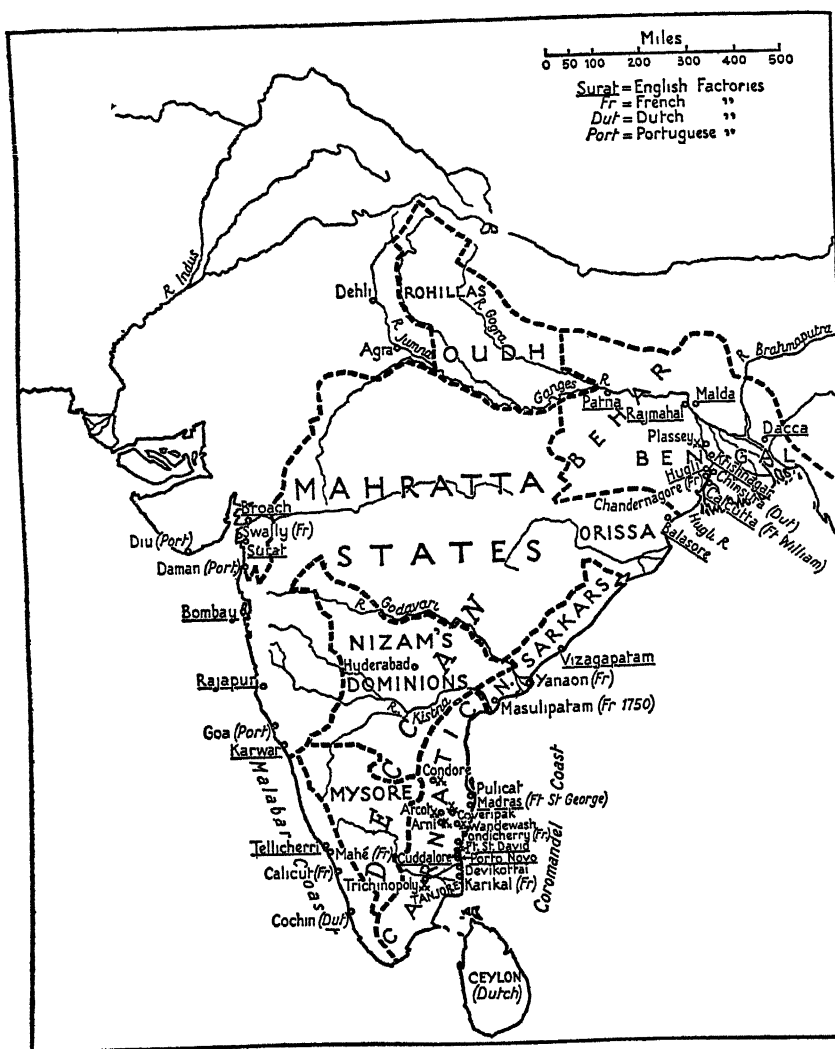 Miles
0 50 100 200 300 400 500
Surat = English Factories
Fr = French "
Dut = Dutch "
Port = Portuguese "
R Indus
Dehli
ROHILLAS
R Gogra
R Jumna
Agra
OUDH
Ganges R
Patna
Rajmahal
Malda
R Brahmaputra
Dacca
BEHAR
Plassey
BENGAL
Krishnagar
Hugli
Chinsura (Dut)
Chandernagore (Fr)
Calcutta (Ft William)
Hugli R
Balasore
ORISSA
MAHRATTA
STATES
Broach
Swally (Fr)
Surat
Diu (Port)
Daman (Port)
Bombay
R Godavari
NIZAM'S
DOMINIONS
Hyderabad
N. SARKARS
Vizagapatam
Yanaon (Fr)
Masulipatam (Fr 1750)
Rajapur
R. Kistna
Goa (Port)
Karwar
DECCAN
CARNATIC
Condore
MYSORE
Pulicat
Madras (Ft St George)
Arcot
Coveripak
Arni
Wandewash
Pondicherry (Fr)
Ft. St David
Cuddalore
Porto Novo
Devikottai
Karikal (Fr)
Tellicherri
Mahé (Fr)
Calicut (Fr)
Trichinopoly
TANJORE
Cochin (Dut)
Malabar Coast
Coromandel Coast
CEYLON
(Dutch)